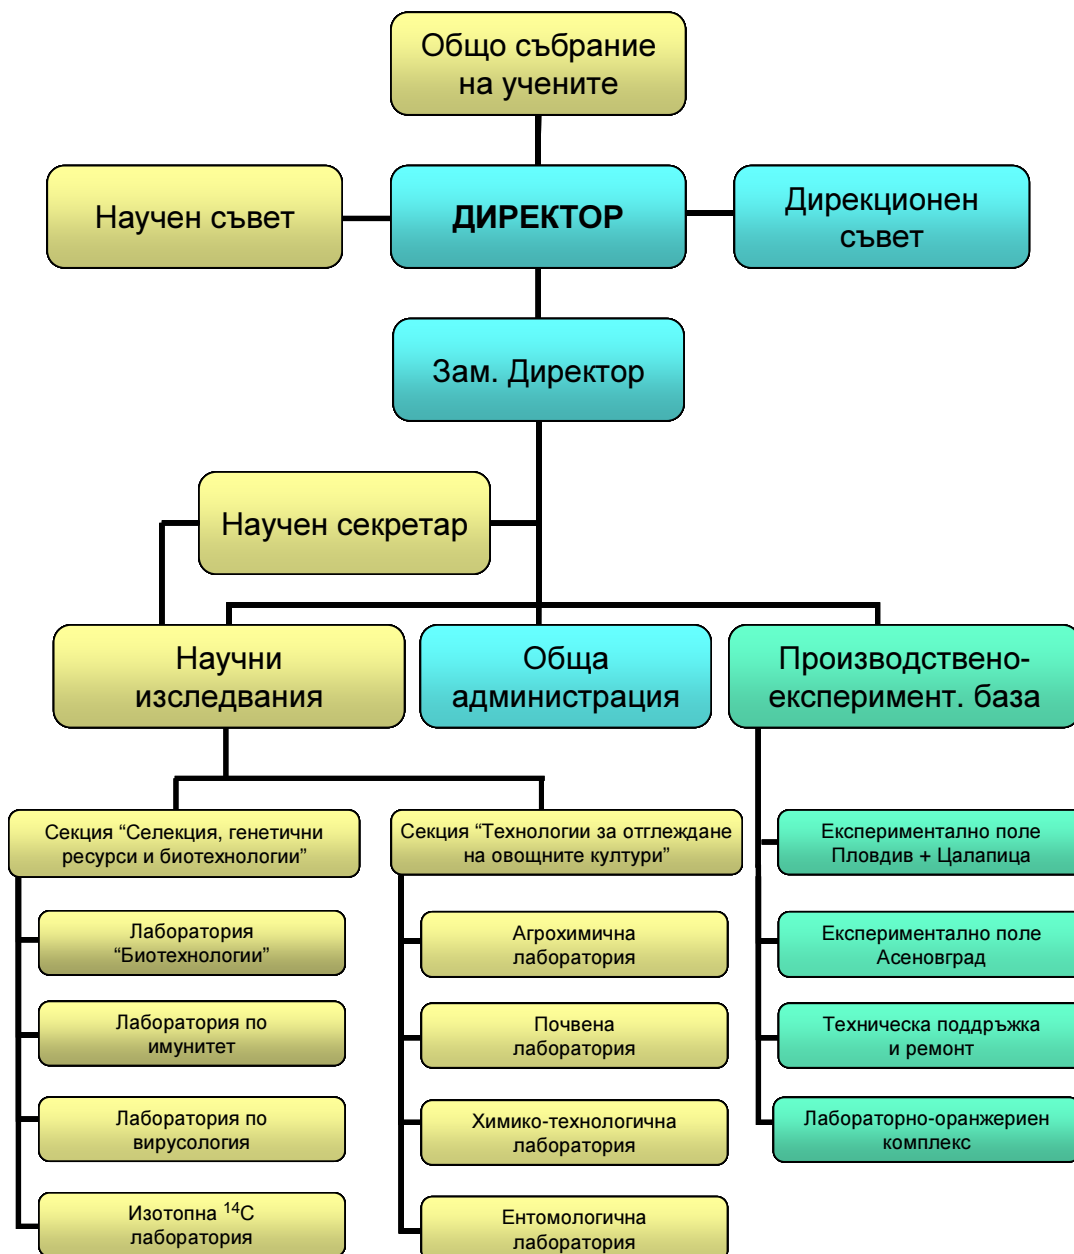 Общо събрание
на учените
Научен съвет
ДИРЕКТОР
Дирекционен
съвет
Зам. Директор
Научен секретар
Научни
изследвания
Обща
администрация
Производствено-
експеримент. база
Секция “Селекция, генетични
ресурси и биотехнологии”
Лаборатория
“Биотехнологии”
Лаборатория по
имунитет
Лаборатория по
вирусология
Изотопна ¹⁴C
лаборатория
Секция “Технологии за отглеждане
на овощните култури”
Агрохимична
лаборатория
Почвена
лаборатория
Химико-технологична
лаборатория
Ентомологична
лаборатория
Експериментално поле
Пловдив + Цалапица
Експериментално поле
Асеновград
Техническа поддръжка
и ремонт
Лабораторно-оранжериен
комплекс